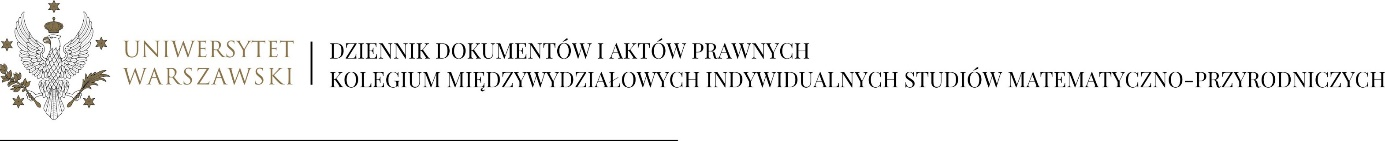 UNIWERSYTET
WARSZAWSKI
DZIENNIK DOKUMENTÓW I AKTÓW PRAWNYCH
KOLEGIUM MIĘDZYWYDZIAŁOWYCH INDYWIDUALNYCH STUDIÓW MATEMATYCZNO-PRZYRODNICZYCH